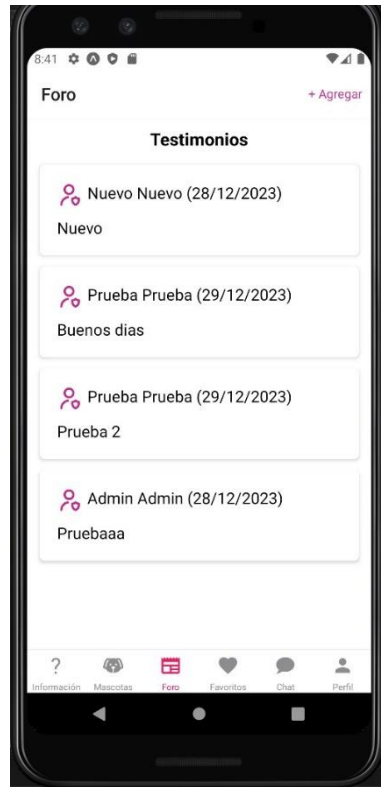 8:41
Foro
+ Agregar
Testimonios
Nuevo Nuevo (28/12/2023)
Nuevo
Prueba Prueba (29/12/2023)
Buenos dias
Prueba Prueba (29/12/2023)
Prueba 2
Admin Admin (28/12/2023)
Pruebaaa
Información Mascotas Foro Favoritos Chat Perfil